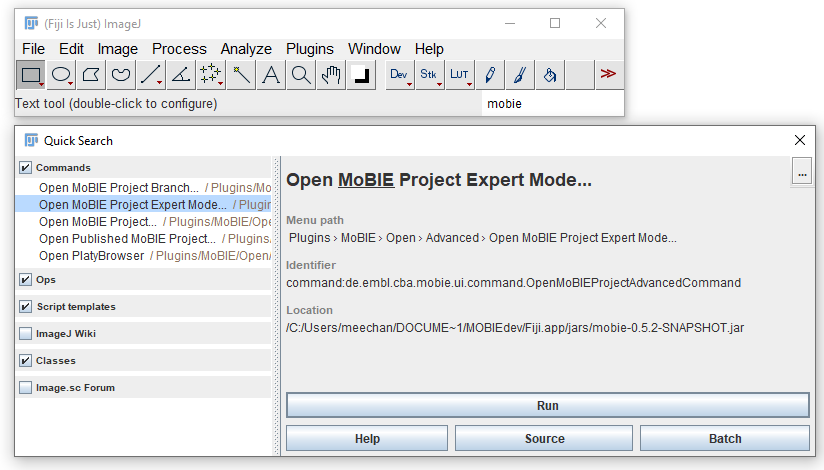 (Fiji Is Just) ImageJ
File Edit Image Process Analyze Plugins Window Help
A Dev Stk LUT >>
Text tool (double-click to configure) mobie
Quick Search
Commands
Open MoBIE Project Branch... / Plugins/Mo
Open MoBIE Project Expert Mode... / Plugin
Open MoBIE Project... / Plugins/MoBIE/Ope
Open Published MoBIE Project... / Plugins/
Open PlatyBrowser / Plugins/MoBIE/Open/
Ops
Script templates
ImageJ Wiki
Classes
Image.sc Forum
...
Open MoBIE Project Expert Mode...
Menu path
Plugins › MoBIE › Open › Advanced › Open MoBIE Project Expert Mode...
Identifier
command:de.embl.cba.mobie.ui.command.OpenMoBIEProjectAdvancedCommand
Location
/C:/Users/meechan/DOCUME~1/MOBIEdev/Fiji.app/jars/mobie-0.5.2-SNAPSHOT.jar
Run
Help Source Batch